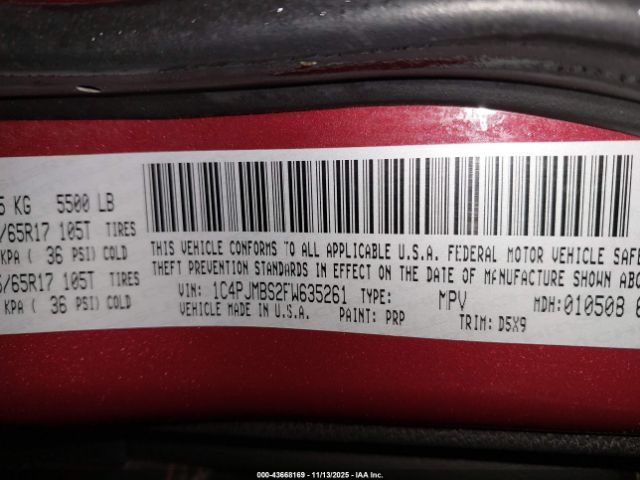 5 KG 5500 LB
/65R17 105T TIRES
KPA ( 36 PSI) COLD
/65R17 105T TIRES
KPA ( 36 PSI) COLD
THIS VEHICLE CONFORMS TO ALL APPLICABLE U.S.A. FEDERAL MOTOR VEHICLE SAFE
THEFT PREVENTION STANDARDS IN EFFECT ON THE DATE OF MANUFACTURE SHOWN ABO
VIN: 1C4PJMBS2FW635261 TYPE: MPV MDH:010508
VEHICLE MADE IN U.S.A. PAINT: PRP TRIM: D5X9
000-43668169 - 11/13/2025 - IAA Inc.